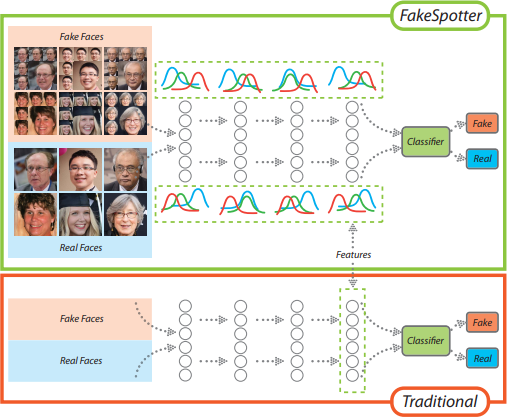 FakeSpotter
Fake Faces
Real Faces
Classifier
Fake
Real
Features
Fake Faces
Real Faces
Classifier
Fake
Real
Traditional